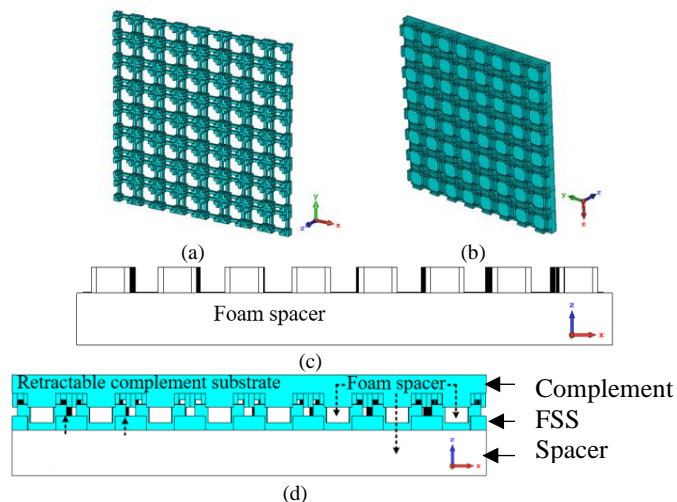 y
z
x
y
z
x
(a)
(b)
Foam spacer
z
x
(c)
Retractable complement substrate
Foam spacer
Complement
FSS
Spacer
z
x
(d)